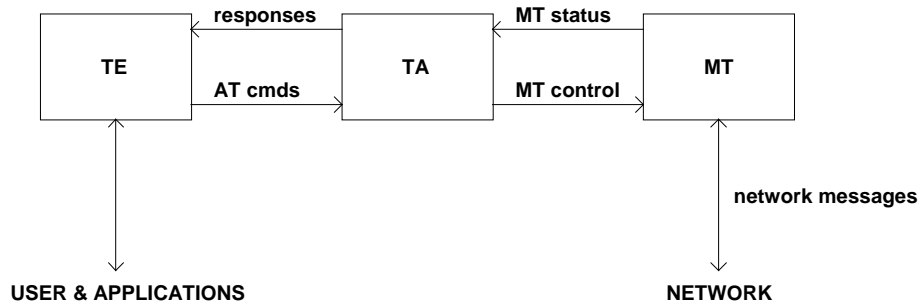 responses
MT status
TE
TA
MT
AT cmds
MT control
network messages
USER & APPLICATIONS
NETWORK